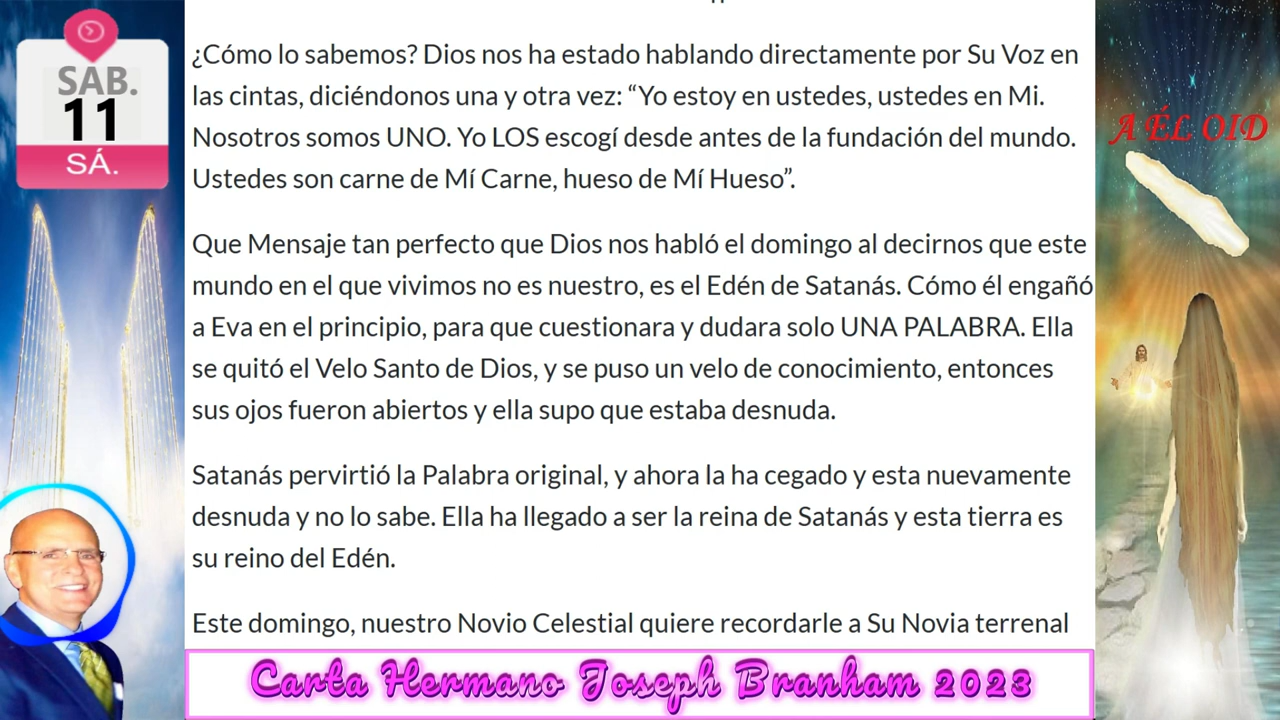 SAB.
11
SÁ.
¿Cómo lo sabemos? Dios nos ha estado hablando directamente por Su Voz en
las cintas, diciéndonos una y otra vez: “Yo estoy en ustedes, ustedes en Mi.
Nosotros somos UNO. Yo LOS escogí desde antes de la fundación del mundo.
Ustedes son carne de Mí Carne, hueso de Mí Hueso”.
Que Mensaje tan perfecto que Dios nos habló el domingo al decirnos que este
mundo en el que vivimos no es nuestro, es el Edén de Satanás. Cómo él engañó
a Eva en el principio, para que cuestionara y dudara solo UNA PALABRA. Ella
se quitó el Velo Santo de Dios, y se puso un velo de conocimiento, entonces
sus ojos fueron abiertos y ella supo que estaba desnuda.
Satanás pervirtió la Palabra original, y ahora la ha cegado y esta nuevamente
desnuda y no lo sabe. Ella ha llegado a ser la reina de Satanás y esta tierra es
su reino del Edén.
Este domingo, nuestro Novio Celestial quiere recordarle a Su Novia terrenal
A ÉL OID
Carta Hermano Joseph Branham 2023